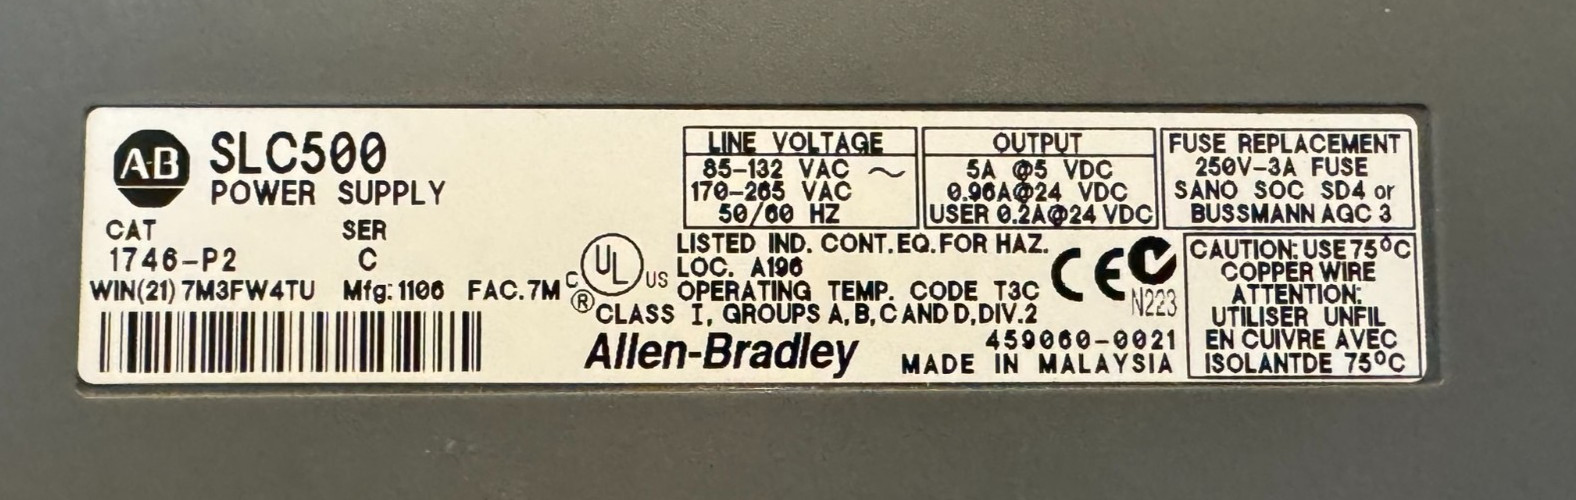 A-B
SLC500
POWER SUPPLY
CAT SER
1746-P2 C
WIN(21) 7M3FW4TU Mfg: 1106 FAC. 7M
LINE VOLTAGE
85-132 VAC ~
170-265 VAC
50/60 HZ
OUTPUT
5A @5 VDC
0.96A@24 VDC
USER 0.2A@24 VDC
FUSE REPLACEMENT
250V-3A FUSE
SANO SOC SD4 or
BUSSMANN AGC 3
C UL US ®
LISTED IND. CONT.EQ.FOR HAZ.
LOC. A196
OPERATING TEMP. CODE T3C
CLASS I, GROUPS A, B, C AND D, DIV.2
CE
N223
Allen-Bradley
459060-0021
MADE IN MALAYSIA
CAUTION: USE 75°C
COPPER WIRE
ATTENTION:
UTILISER UNFIL
EN CUIVRE AVEC
ISOLANTDE 75°C